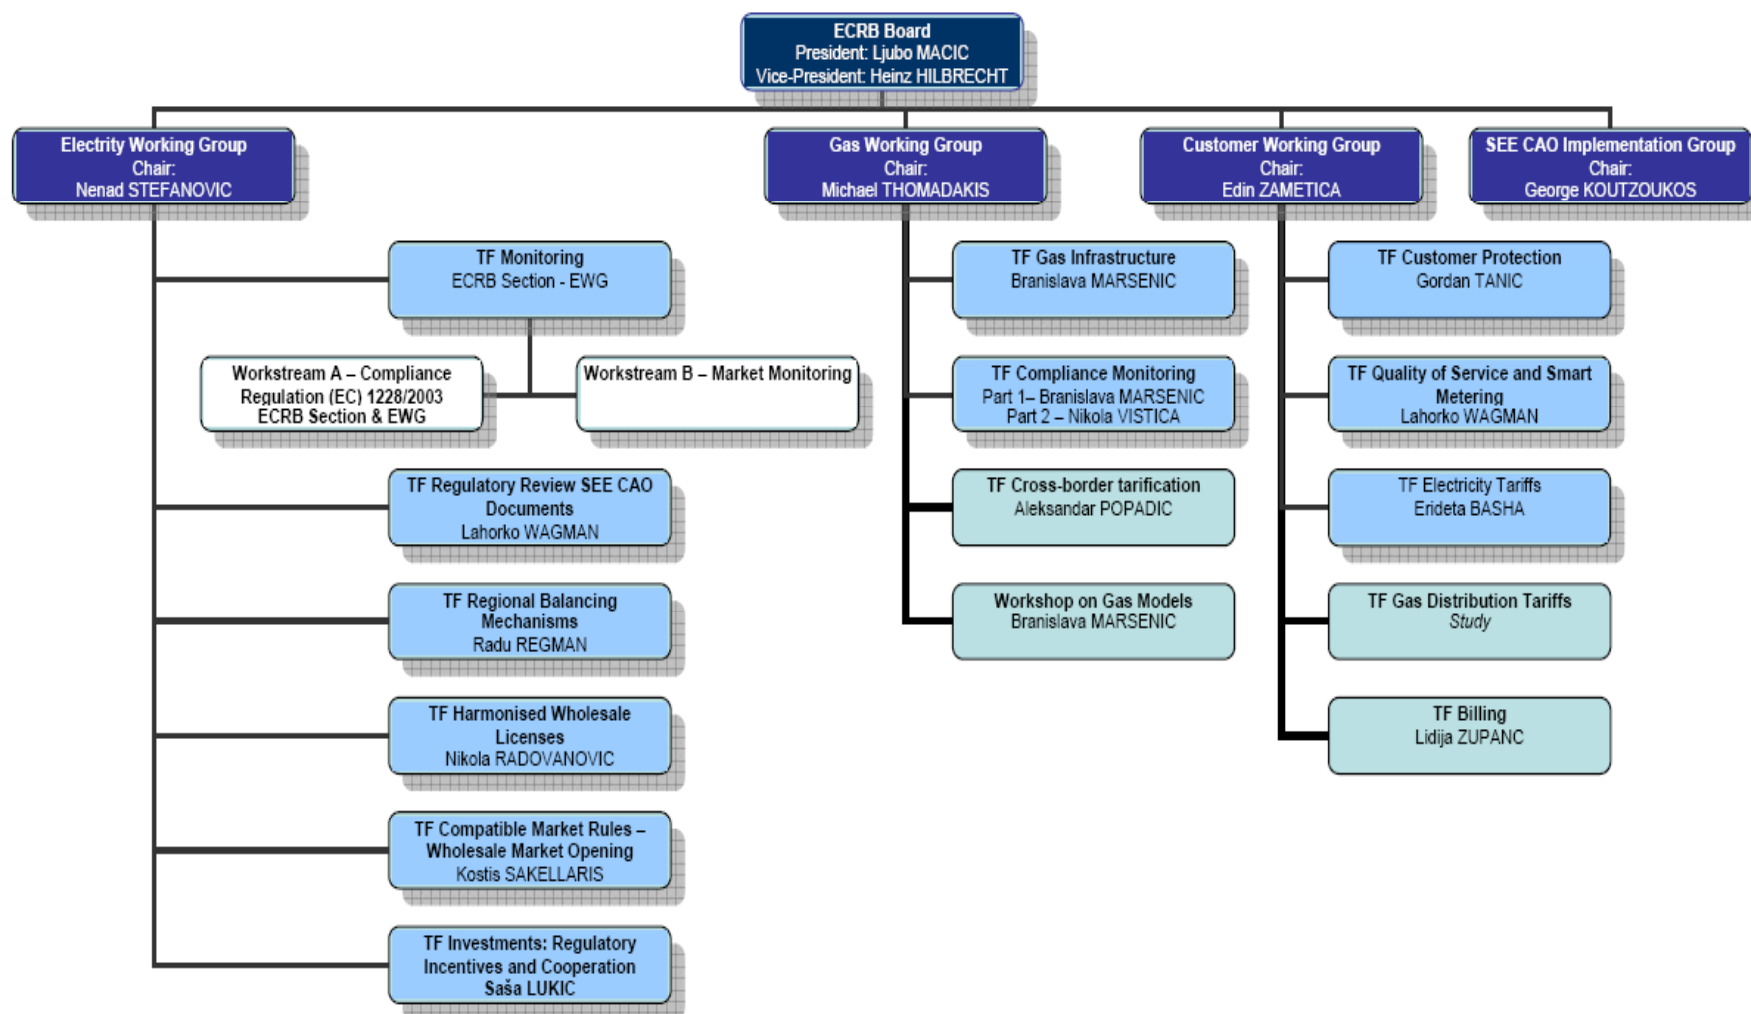 ECRB Board
President: Ljubo MACIC
Vice-President: Heinz HILBRECHT
Electrity Working Group
Chair:
Nenad STEFANOVIC
Gas Working Group
Chair:
Michael THOMADAKIS
Customer Working Group
Chair:
Edin ZAMETICA
SEE CAO Implementation Group
Chair:
George KOUTZOUKOS
TF Monitoring
ECRB Section - EWG
Workstream A – Compliance
Regulation (EC) 1228/2003
ECRB Section & EWG
Workstream B – Market Monitoring
TF Regulatory Review SEE CAO
Documents
Lahorko WAGMAN
TF Regional Balancing
Mechanisms
Radu REGMAN
TF Harmonised Wholesale
Licenses
Nikola RADOVANOVIC
TF Compatible Market Rules –
Wholesale Market Opening
Kostis SAKELLARIS
TF Investments: Regulatory
Incentives and Cooperation
Saša LUKIC
TF Gas Infrastructure
Branislava MARSENIC
TF Compliance Monitoring
Part 1– Branislava MARSENIC
Part 2 – Nikola VISTICA
TF Cross-border tarification
Aleksandar POPADIC
Workshop on Gas Models
Branislava MARSENIC
TF Customer Protection
Gordan TANIC
TF Quality of Service and Smart
Metering
Lahorko WAGMAN
TF Electricity Tariffs
Erideta BASHA
TF Gas Distribution Tariffs
Study
TF Billing
Lidija ZUPANC